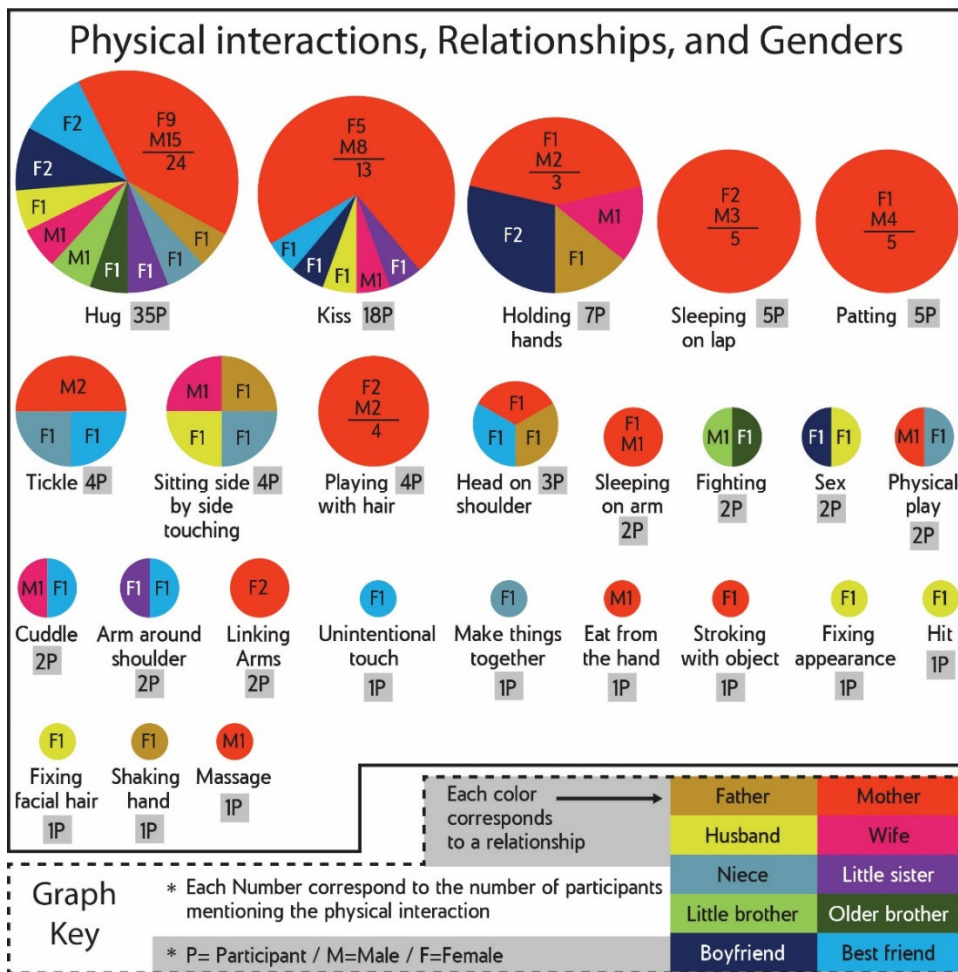 Physical interactions, Relationships, and Genders
F2
F9
M15
24
F2
F1
M1
M1
F1
F1
F1
F1
Hug 35P
F5
M8
13
F1
F1
F1
M1
F1
Kiss 18P
F1
M2
3
F2
M1
F1
Holding 7P
hands
F2
M3
5
Sleeping 5P
on lap
F1
M4
5
Patting 5P
M2
F1 F1
Tickle 4P
M1 F1
F1 F1
Sitting side 4P
by side
touching
F2
M2
4
Playing 4P
with hair
F1
F1 F1
Head on 3P
shoulder
F1
M1
Sleeping
on arm
2P
M1 F1
Fighting
2P
F1 F1
Sex
2P
M1 F1
Physical
play
2P
M1 F1
Cuddle
2P
F1 F1
Arm around
shoulder
2P
F2
Linking
Arms
2P
F1
Unintentional
touch
1P
F1
Make things
together
1P
M1
Eat from
the hand
1P
F1
Stroking
with object
1P
F1
Fixing
appearance
1P
F1
Hit
1P
F1
Fixing
facial hair
1P
F1
Shaking
hand
1P
M1
Massage
1P
Each color
corresponds
to a relationship
Father Mother
Husband Wife
Niece Little sister
Little brother Older brother
Boyfriend Best friend
Graph
Key
* Each Number correspond to the number of participants
mentioning the physical interaction
* P= Participant / M=Male / F=Female